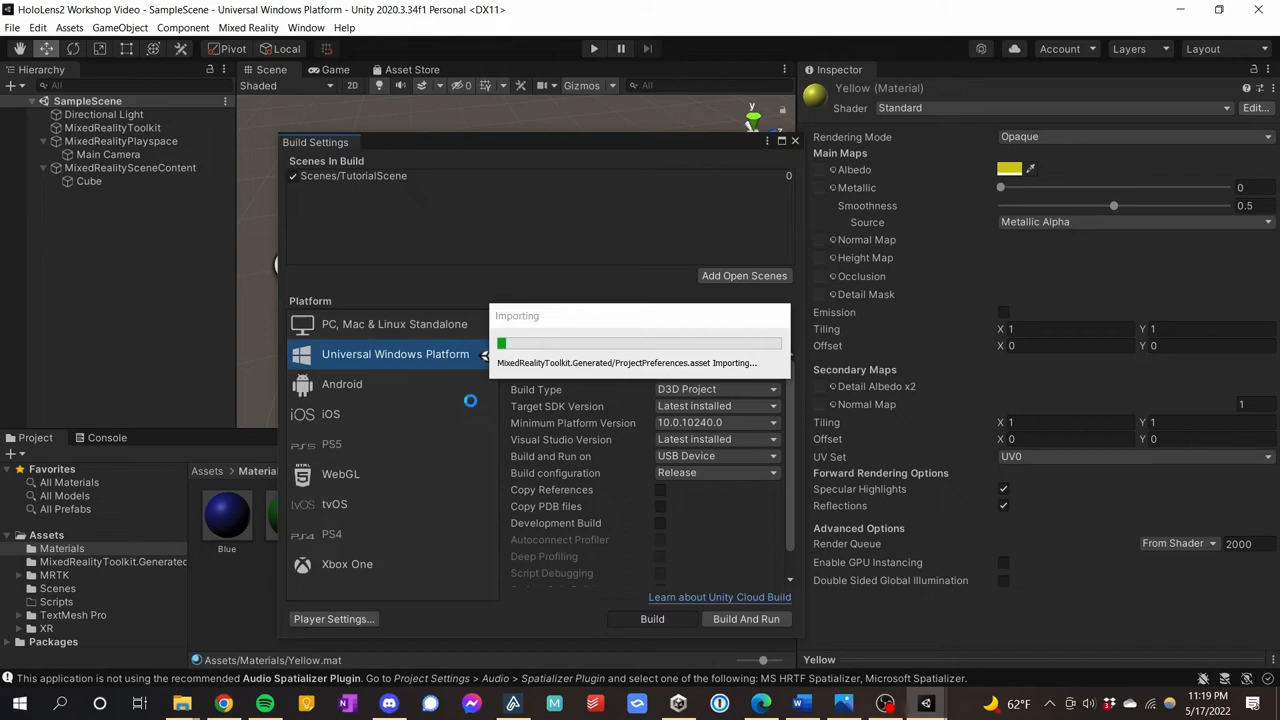 HoloLens2 Workshop Video - SampleScene - Universal Windows Platform - Unity 2020.3.34f1 Personal <DX11>
File Edit Assets GameObject Component Mixed Reality Window Help
Pivot Local Account Layers Layout
Hierarchy Scene Game Asset Store Inspector
All Shaded 2D 0 Gizmos All
SampleScene
Directional Light
MixedRealityToolkit
MixedRealityPlayspace
Main Camera
MixedRealitySceneContent
Cube
y
Build Settings
Scenes In Build
Scenes/TutorialScene 0
Add Open Scenes
Platform
PC, Mac & Linux Standalone
Universal Windows Platform
Android
iOS iOS
PS5
HTML WebGL
tvOS tvOS
PS4 PS4
Xbox One
Importing
MixedRealityToolkit.Generated/ProjectPreferences.asset Importing...
Build Type D3D Project
Target SDK Version Latest installed
Minimum Platform Version 10.0.10240.0
Visual Studio Version Latest installed
Build and Run on USB Device
Build configuration Release
Copy References
Copy PDB files
Development Build
Autoconnect Profiler
Deep Profiling
Script Debugging
Learn about Unity Cloud Build
Player Settings... Build Build And Run
Yellow (Material)
Shader Standard Edit...
Rendering Mode Opaque
Main Maps
Albedo
Metallic 0
Smoothness 0.5
Source Metallic Alpha
Normal Map
Height Map
Occlusion
Detail Mask
Emission
Tiling X 1 Y 1
Offset X 0 Y 0
Secondary Maps
Detail Albedo x2
Normal Map 1
Tiling X 1 Y 1
Offset X 0 Y 0
UV Set UV0
Forward Rendering Options
Specular Highlights
Reflections
Advanced Options
Render Queue From Shader 2000
Enable GPU Instancing
Double Sided Global Illumination
Yellow
Project Console
Favorites
All Materials
All Models
All Prefabs
Assets
Materials
MixedRealityToolkit.Generated
MRTK
Scenes
Scripts
TextMesh Pro
XR
Packages
Assets > Material
Blue
Assets/Materials/Yellow.mat
This application is not using the recommended Audio Spatializer Plugin. Go to Project Settings > Audio > Spatializer Plugin and select one of the following: MS HRTF Spatializer, Microsoft Spatializer.
62°F 11:19 PM
5/17/2022